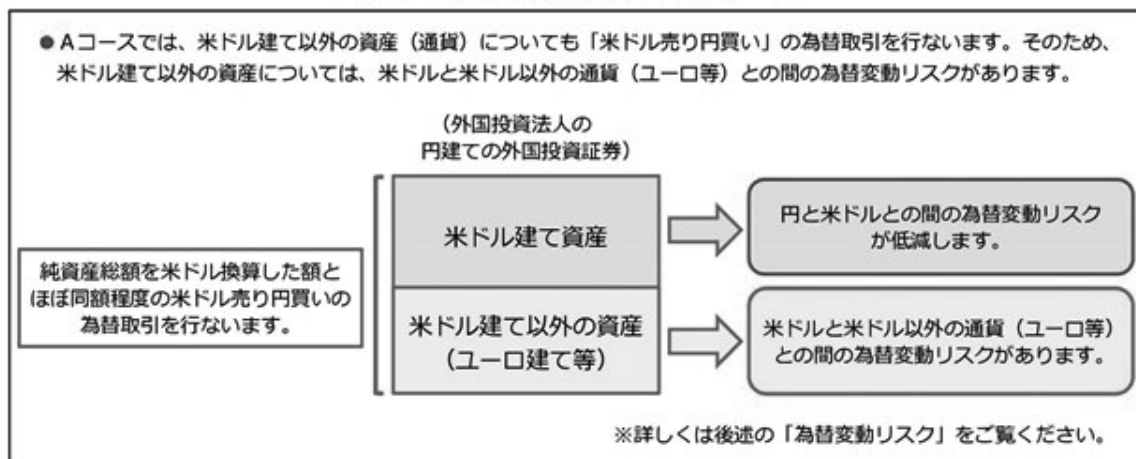 ●Aコースでは、米ドル建て以外の資産（通貨）についても「米ドル売り円買い」の為替取引を行ないます。そのため、
米ドル建て以外の資産については、米ドルと米ドル以外の通貨（ユーロ等）との間の為替変動リスクがあります。
（外国投資法人の
円建ての外国投資証券）
純資産総額を米ドル換算した額と
ほぼ同額程度の米ドル売り円買いの
為替取引を行ないます。
米ドル建て資産
円と米ドルとの間の為替変動リスク
が低減します。
米ドル建て以外の資産
（ユーロ建て等）
米ドルと米ドル以外の通貨（ユーロ等）
との間の為替変動リスクがあります。
※詳しくは後述の「為替変動リスク」をご覧ください。